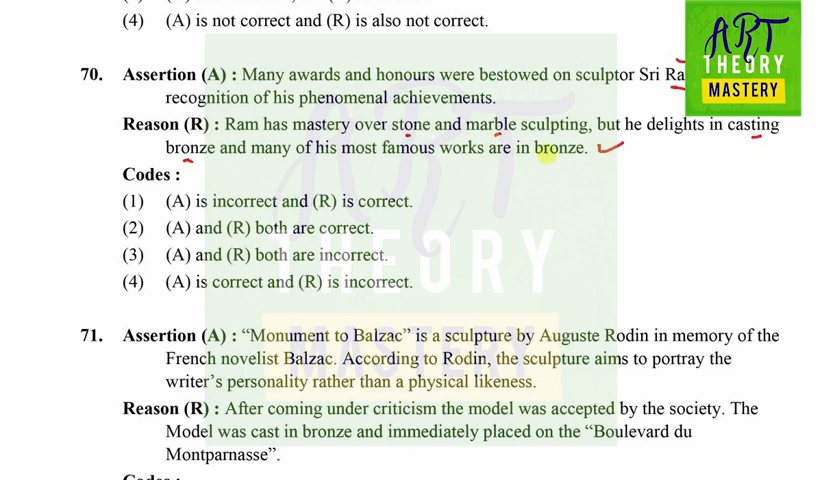 (4) (A) is not correct and (R) is also not correct.
70. Assertion (A) : Many awards and honours were bestowed on sculptor Sri Ra
recognition of his phenomenal achievements.
Reason (R) : Ram has mastery over stone and marble sculpting, but he delights in casting
bronze and many of his most famous works are in bronze.
Codes :
(1) (A) is incorrect and (R) is correct.
(2) (A) and (R) both are correct.
(3) (A) and (R) both are incorrect.
(4) (A) is correct and (R) is incorrect.
71. Assertion (A) : “Monument to Balzac” is a sculpture by Auguste Rodin in memory of the
French novelist Balzac. According to Rodin, the sculpture aims to portray the
writer’s personality rather than a physical likeness.
Reason (R) : After coming under criticism the model was accepted by the society. The
Model was cast in bronze and immediately placed on the “Boulevard du
Montparnasse”.
ART
THEORY
MASTERY
ART
THEORY
MASTERY